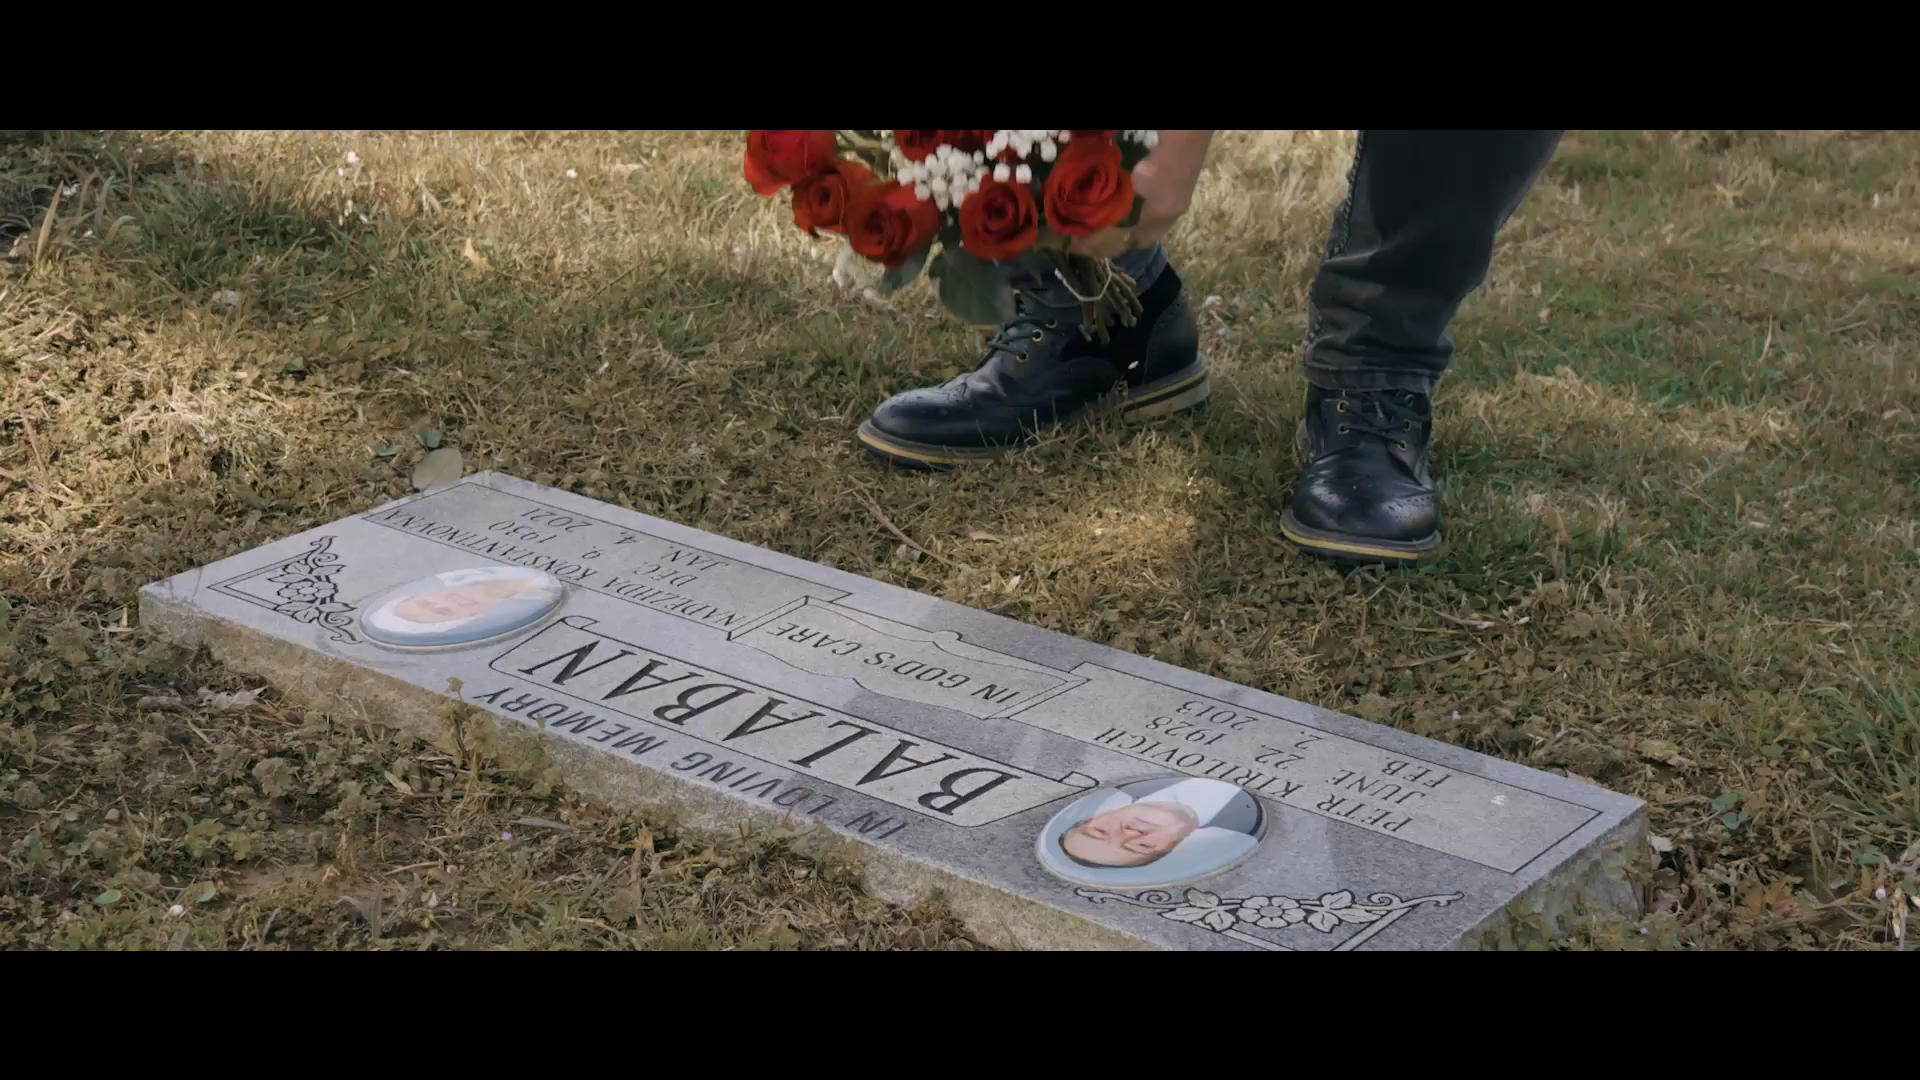 IN LOVING MEMORY
BALABAN
PETR KIRILOVICH
JUNE 22, 1928
FEB. 2, 2013
IN GOD'S CARE
NADEZHDA KONSTANTINOVNA
DEC. 9, 1930
JAN. 4, 2021